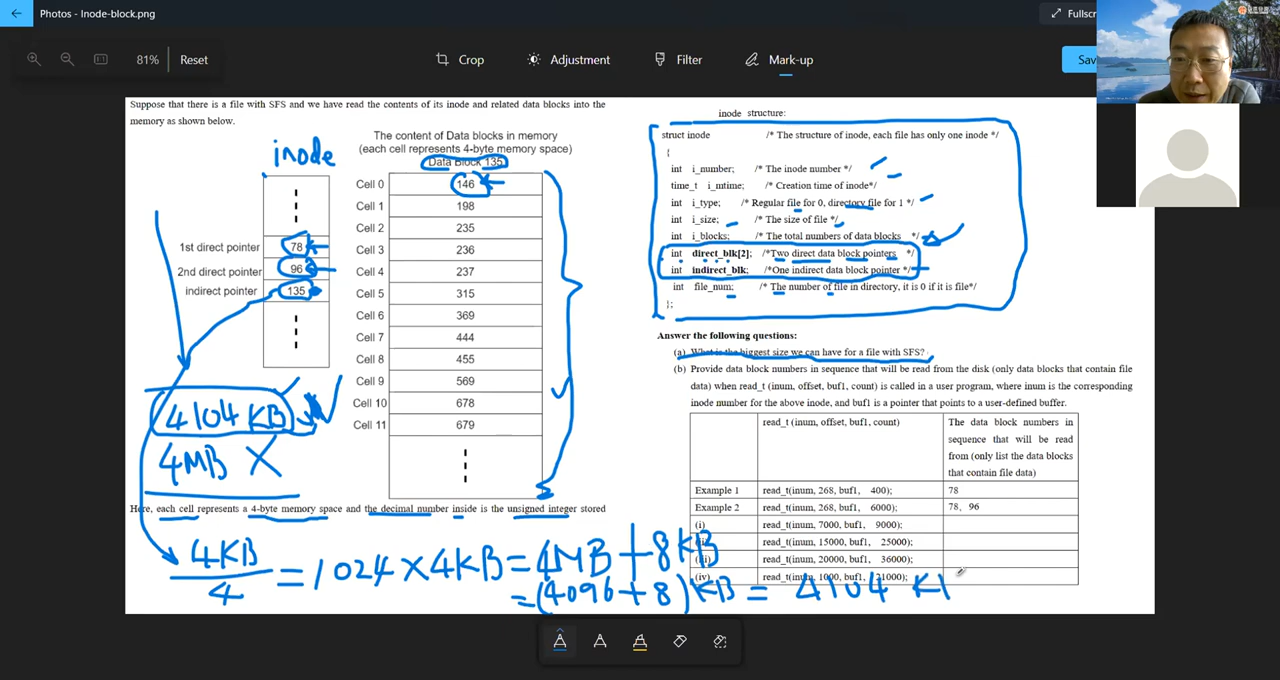 Photos - Inode-block.png
Fullscr
81% Reset Crop Adjustment Filter Mark-up Sav
Suppose that there is a file with SFS and we have read the contents of its inode and related data blocks into the
memory as shown below.
inode
The content of Data blocks in memory
(each cell represents 4-byte memory space)
Data Block 135
Cell 0 146
Cell 1 198
Cell 2 235
Cell 3 236
Cell 4 237
Cell 5 315
Cell 6 369
Cell 7 444
Cell 8 455
Cell 9 569
Cell 10 678
Cell 11 679
1st direct pointer 78
2nd direct pointer 96
indirect pointer 135
4104 KB
4MB X
Here, each cell represents a 4-byte memory space and the decimal number inside is the unsigned integer stored
inode structure:
struct inode /* The structure of inode, each file has only one inode */
{
int i_number; /* The inode number */
time_t i_mtime; /* Creation time of inode*/
int i_type; /* Regular file for 0, directory file for 1 */
int i_size; /* The size of file */
int i_blocks; /* The total numbers of data blocks */
int direct_blk[2]; /*Two direct data block pointers */
int indirect_blk; /*One indirect data block pointer */
int file_num; /* The number of file in directory, it is 0 if it is file*/
};
Answer the following questions:
(a) What is the biggest size we can have for a file with SFS?
(b) Provide data block numbers in sequence that will be read from the disk (only data blocks that contain file
data) when read_t (inum, offset, buf1, count) is called in a user program, where inum is the corresponding
inode number for the above inode, and buf1 is a pointer that points to a user-defined buffer.
read_t (inum, offset, buf1, count)
The data block numbers in
sequence that will be read
from (only list the data blocks
that contain file data)
Example 1 read_t(inum, 268, buf1, 400); 78
Example 2 read_t(inum, 268, buf1, 6000); 78, 96
(i) read_t(inum, 7000, buf1, 9000);
read_t(inum, 15000, buf1, 25000);
read_t(inum, 20000, buf1, 36000);
(iv) read_t(inum, 1000, buf1, 21000);
4KB
4
= 1024 × 4KB = 4MB + 8KB
= (4096 + 8) KB = 4104 K